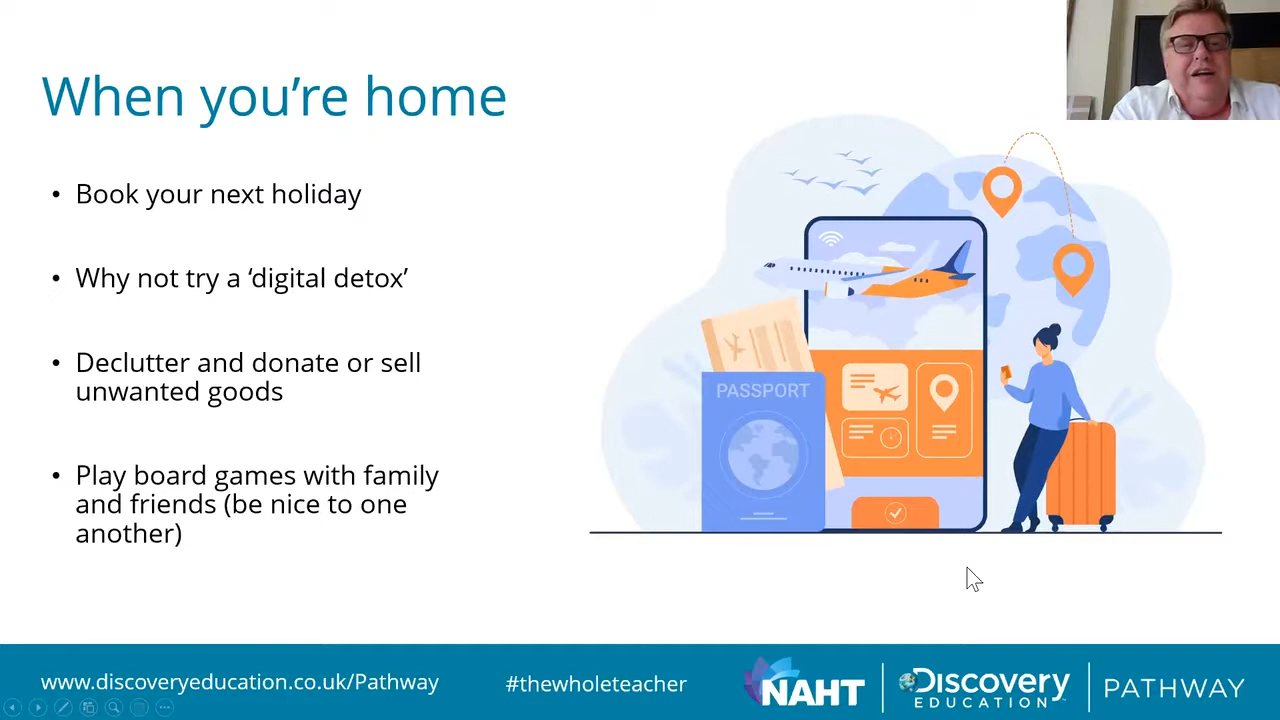 When you're home
• Book your next holiday
• Why not try a ‘digital detox’
• Declutter and donate or sell
unwanted goods
• Play board games with family
and friends (be nice to one
another)
PASSPORT
www.discoveryeducation.co.uk/Pathway
#thewholeteacher
NAHT
Discovery
EDUCATION
PATHWAY